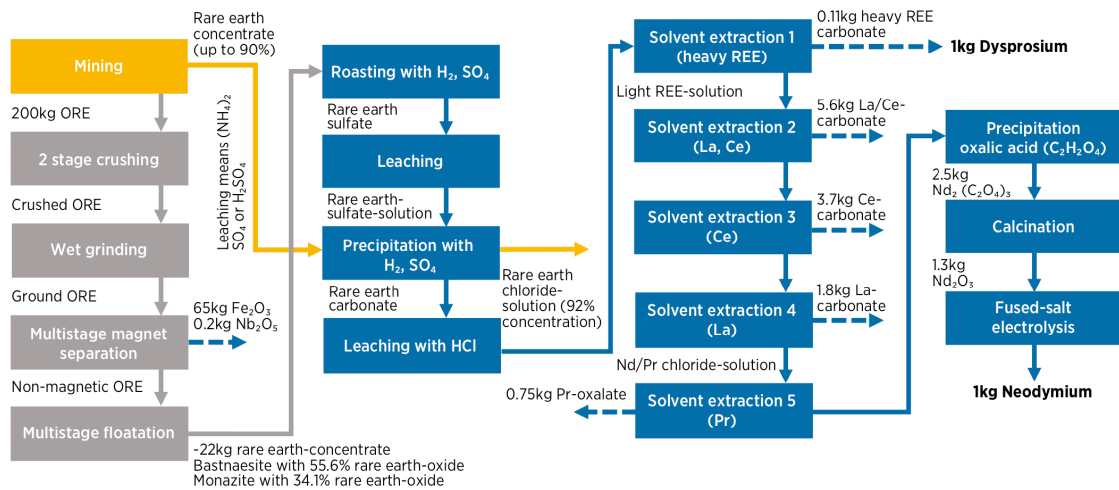 Rare earth
concentrate
(up to 90%)
Mining
200kg ORE
2 stage crushing
Crushed ORE
Wet grinding
Ground ORE
65kg Fe₂O₃
0.2kg Nb₂O₅
Multistage magnet
separation
Non-magnetic ORE
Multistage floatation
~22kg rare earth-concentrate
Bastnaesite with 55.6% rare earth-oxide
Monazite with 34.1% rare earth-oxide
Leaching means (NH₄)₂
SO₄ or H₂SO₄
Roasting with H₂, SO₄
Rare earth
sulfate
Leaching
Rare earth-
sulfate-solution
Precipitation with
H₂, SO₄
Rare earth
carbonate
Rare earth
chloride-
solution (92%
concentration)
Leaching with HCl
Solvent extraction 1
(heavy REE)
0.11kg heavy REE
carbonate
1kg Dysprosium
Light REE-solution
Solvent extraction 2
(La, Ce)
5.6kg La/Ce-
carbonate
Solvent extraction 3
(Ce)
3.7kg Ce-
carbonate
Solvent extraction 4
(La)
1.8kg La-
carbonate
Nd/Pr chloride-solution
Solvent extraction 5
(Pr)
0.75kg Pr-oxalate
Precipitation
oxalic acid (C₂H₂O₄)
2.5kg
Nd₂ (C₂O₄)₃
Calcination
1.3kg
Nd₂O₃
Fused-salt
electrolysis
1kg Neodymium